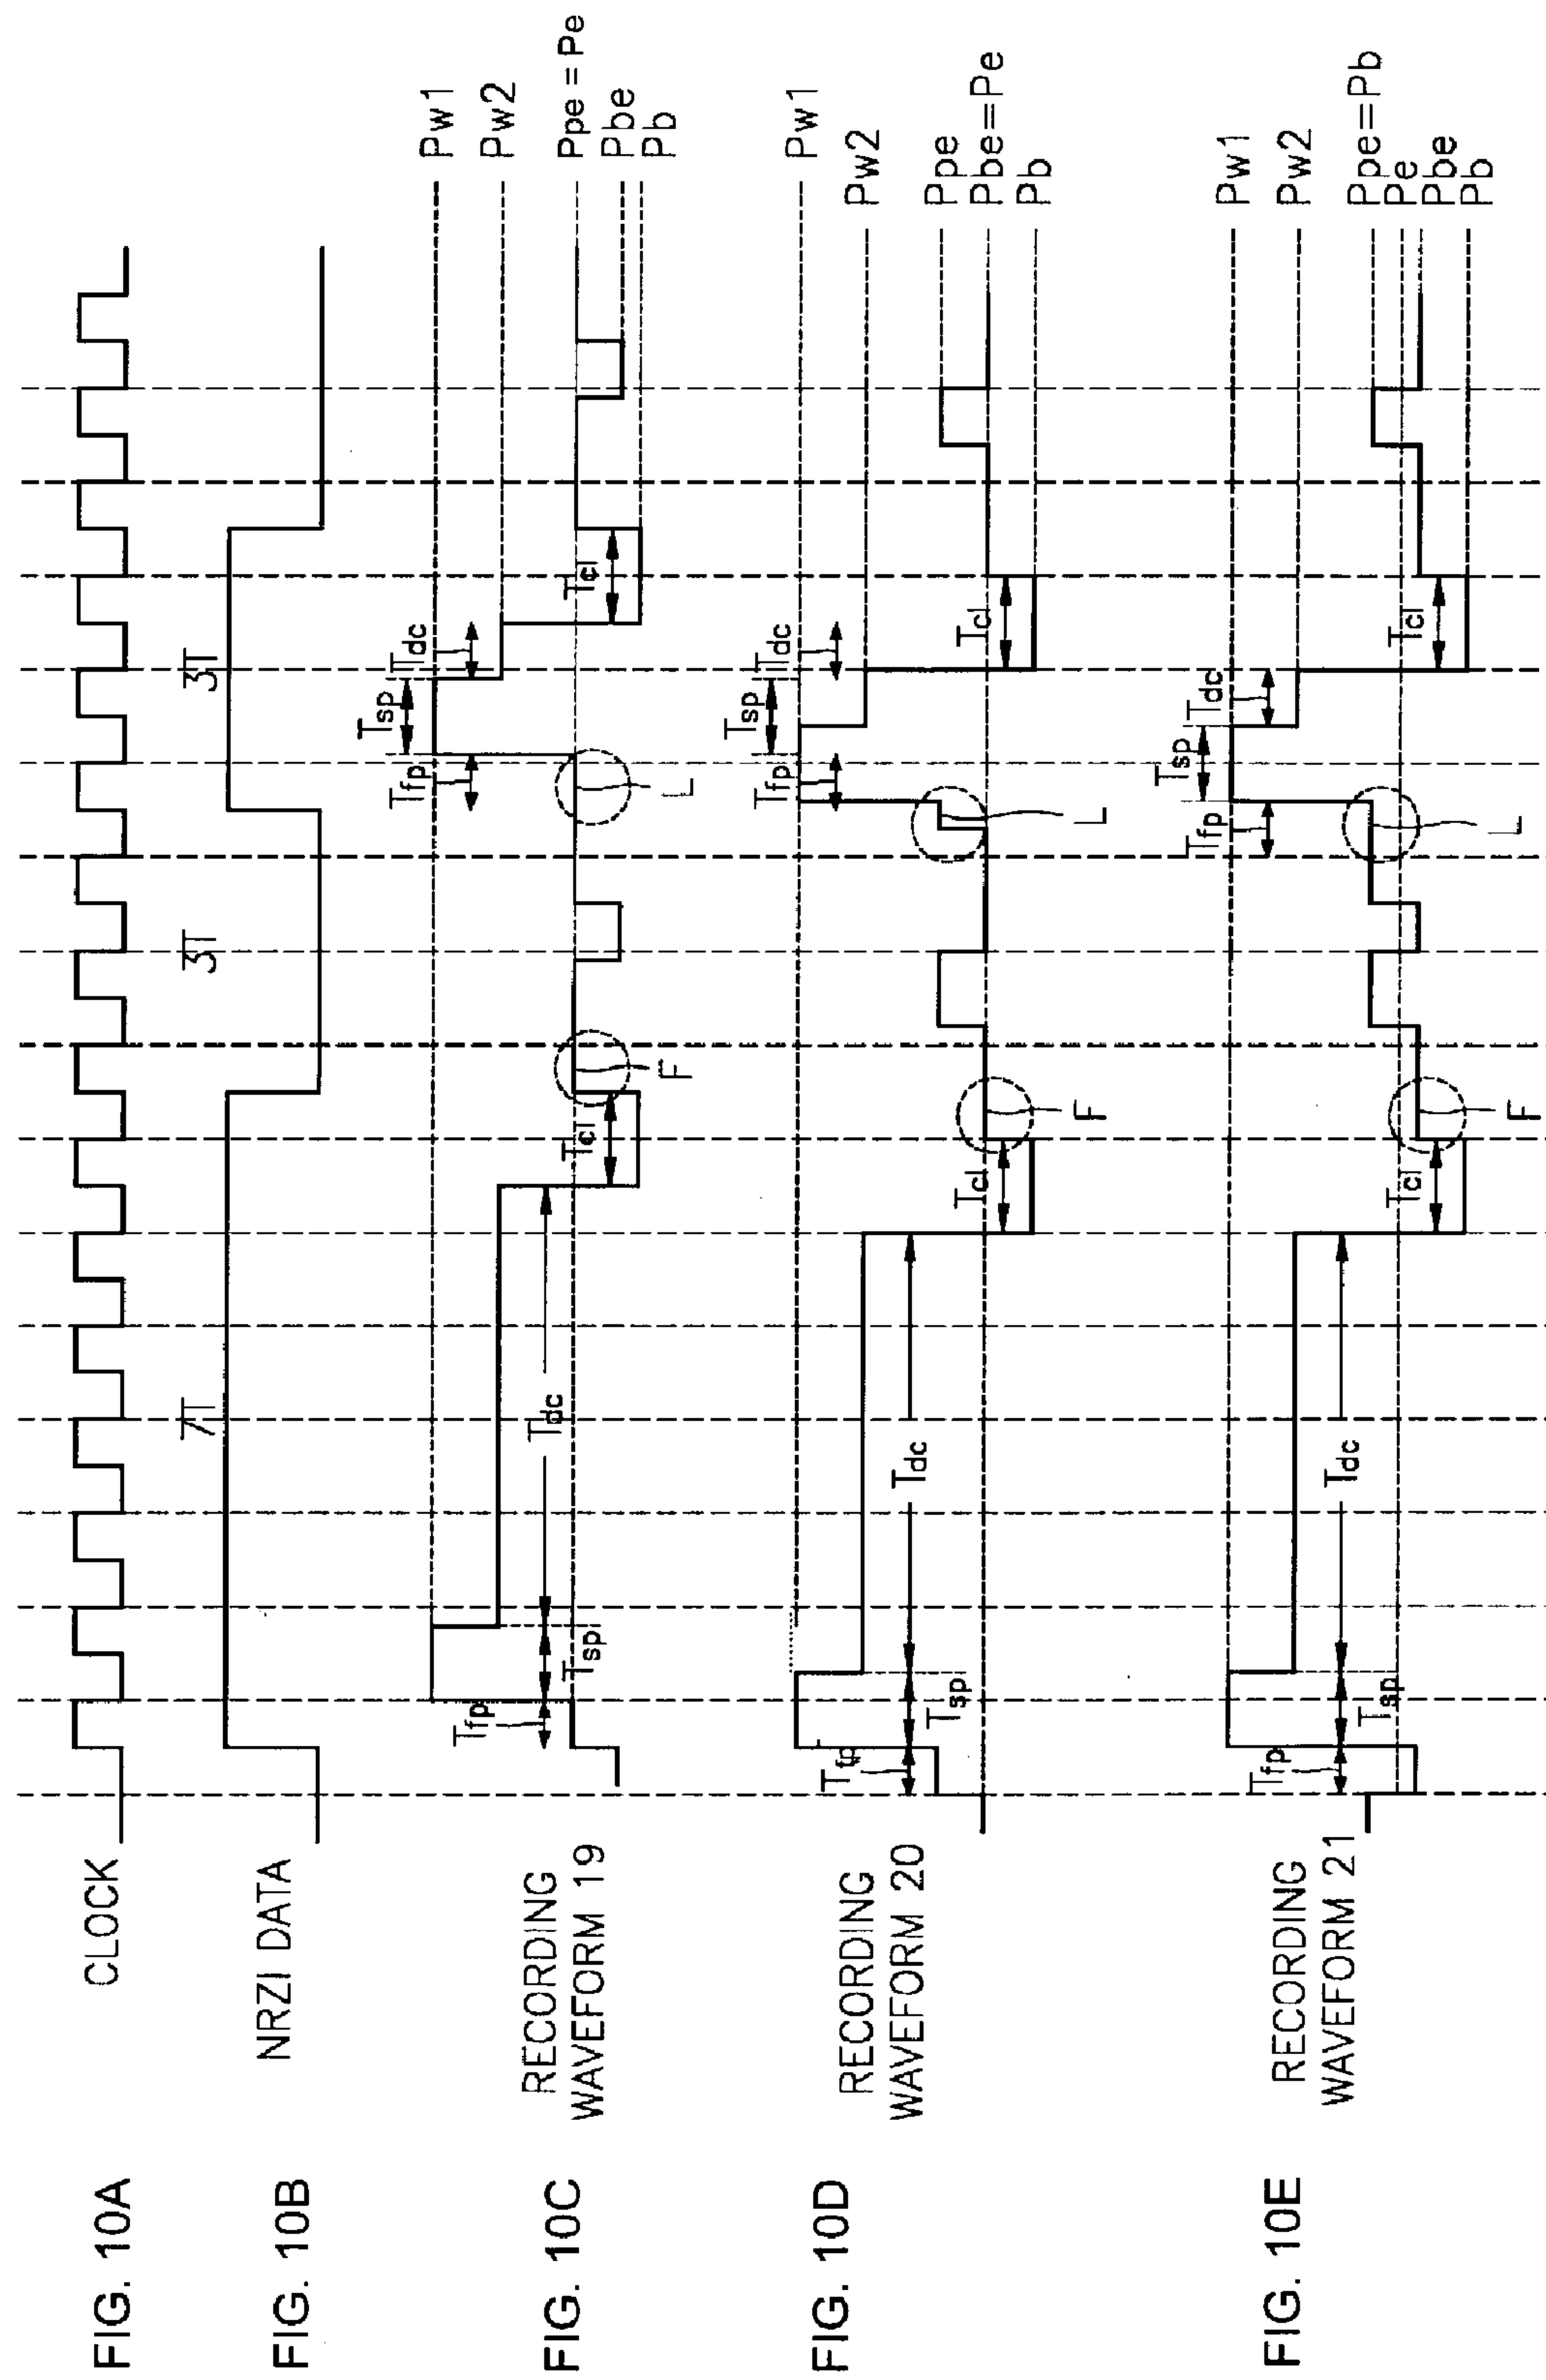 FIG. 10A
CLOCK
FIG. 10B
NRZI DATA
7T
3T
3T
FIG. 10C
RECORDING
WAVEFORM 19
Tfp
Tsp
Tdc
Tcl
F
L
Tfp
Tsp
Tdc
Tcl
Pw1
Pw2
Ppe = Pe
Pbe
Pb
FIG. 10D
RECORDING
WAVEFORM 20
Tfp
Tsp
Tdc
Tcl
F
L
Tfp
Tsp
Tdc
Tcl
Pw1
Pw2
Ppe
Pbe=Pe
Pb
FIG. 10E
RECORDING
WAVEFORM 21
Tfp
Tsp
Tdc
Tcl
F
L
Tfp
Tsp
Tdc
Tcl
Pw1
Pw2
Ppe=Pb
Pe
Pbe
Pb